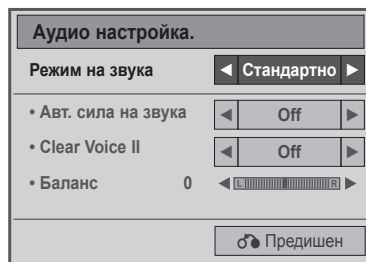 Аудио настройка.
Режим на звука ◄ Стандартно ►
• Авт. сила на звука ◄ Off ►
• Clear Voice II ◄ Off ►
• Баланс 0 ◄ L R ►
Предишен